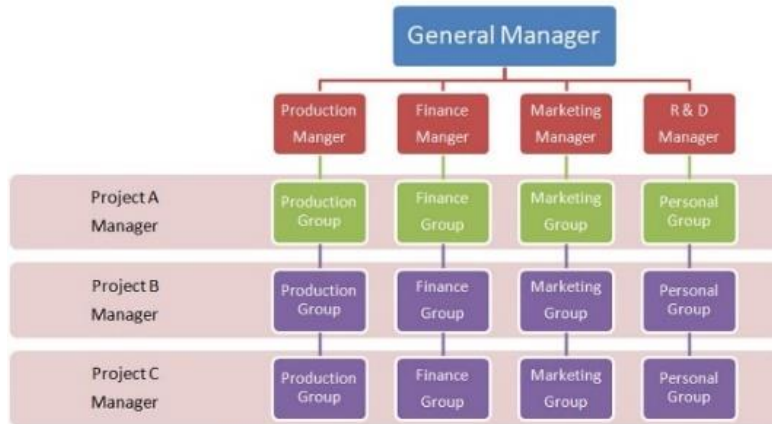 General Manager
Production
Manger
Finance
Manger
Marketing
Manager
R & D
Manager
Project A
Manager
Production
Group
Finance
Group
Marketing
Group
Personal
Group
Project B
Manager
Production
Group
Finance
Group
Marketing
Group
Personal
Group
Project C
Manager
Production
Group
Finance
Group
Marketing
Group
Personal
Group